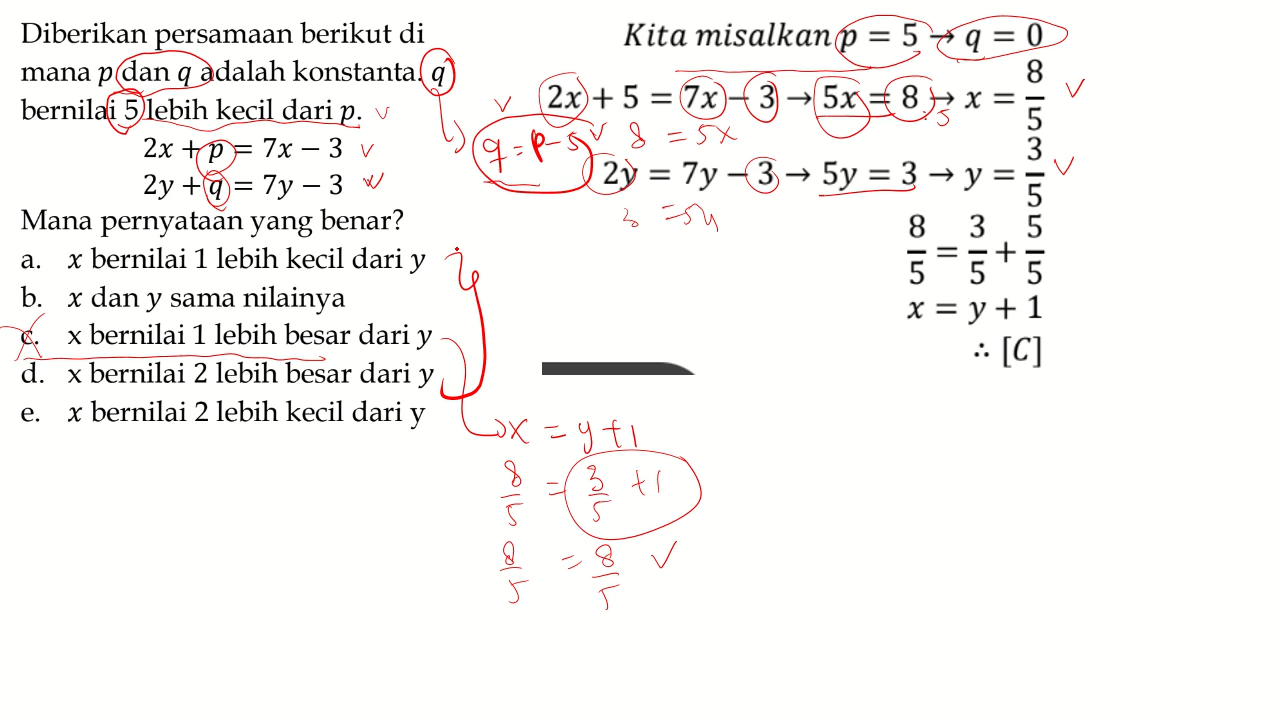 Diberikan persamaan berikut di
mana p dan q adalah konstanta. q
bernilai 5 lebih kecil dari p.
2x + p = 7x − 3
2y + q = 7y − 3
Mana pernyataan yang benar?
a. x bernilai 1 lebih kecil dari y
b. x dan y sama nilainya
c. x bernilai 1 lebih besar dari y
d. x bernilai 2 lebih besar dari y
e. x bernilai 2 lebih kecil dari y
q = p − 5
Kita misalkan p = 5 → q = 0
2x + 5 = 7x − 3 → 5x = 8 → x = 8/5
8 = 5x
2y = 7y − 3 → 5y = 3 → y = 3/5
3 = 5y
8/5 = 3/5 + 5/5
x = y + 1
∴ [C]
x = y + 1
8/5 = 3/5 + 1
8/5 = 8/5